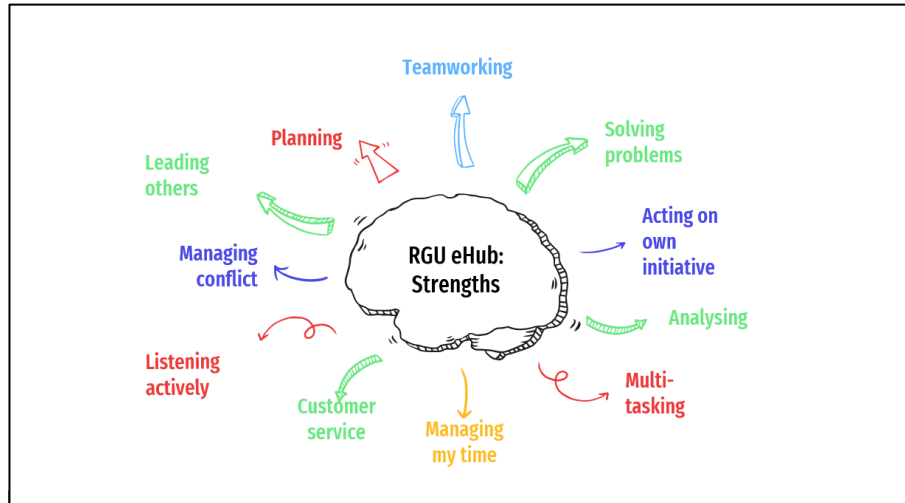 Teamworking
Planning
Solving
problems
Leading
others
Acting on
own
initiative
Managing
conflict
RGU eHub:
Strengths
Analysing
Listening
actively
Multi-
tasking
Customer
service
Managing
my time